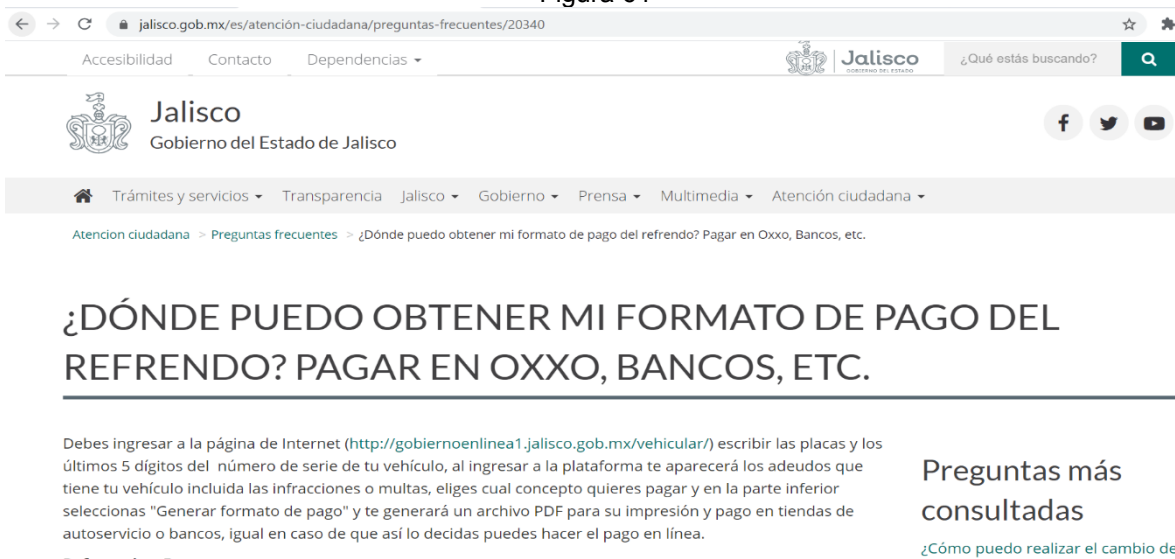 jalisco.gob.mx/es/atención-ciudadana/preguntas-frecuentes/20340
Accesibilidad Contacto Dependencias
Jalisco
GOBIERNO DEL ESTADO
¿Qué estás buscando?
Jalisco
Gobierno del Estado de Jalisco
Trámites y servicios Transparencia Jalisco Gobierno Prensa Multimedia Atención ciudadana
Atencion ciudadana > Preguntas frecuentes > ¿Dónde puedo obtener mi formato de pago del refrendo? Pagar en Oxxo, Bancos, etc.
¿DÓNDE PUEDO OBTENER MI FORMATO DE PAGO DEL
REFRENDO? PAGAR EN OXXO, BANCOS, ETC.
Debes ingresar a la página de Internet (http://gobiernoenlinea1.jalisco.gob.mx/vehicular/) escribir las placas y los
últimos 5 dígitos del número de serie de tu vehículo, al ingresar a la plataforma te aparecerá los adeudos que
tiene tu vehículo incluida las infracciones o multas, eliges cual concepto quieres pagar y en la parte inferior
seleccionas "Generar formato de pago" y te generará un archivo PDF para su impresión y pago en tiendas de
autoservicio o bancos, igual en caso de que así lo decidas puedes hacer el pago en línea.
Preguntas más
consultadas
¿Cómo puedo realizar el cambio de